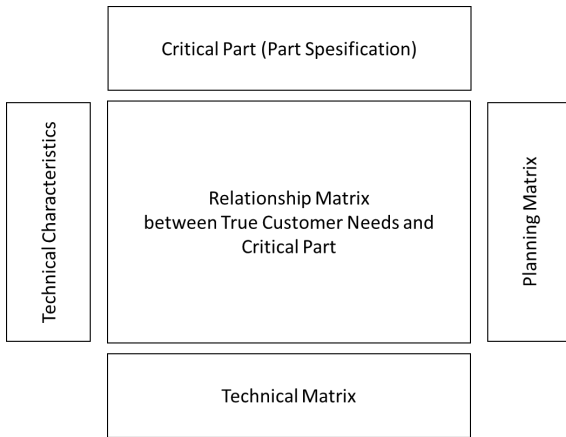 Critical Part (Part Spesification)
Technical Characteristics
Relationship Matrix
between True Customer Needs and
Critical Part
Planning Matrix
Technical Matrix